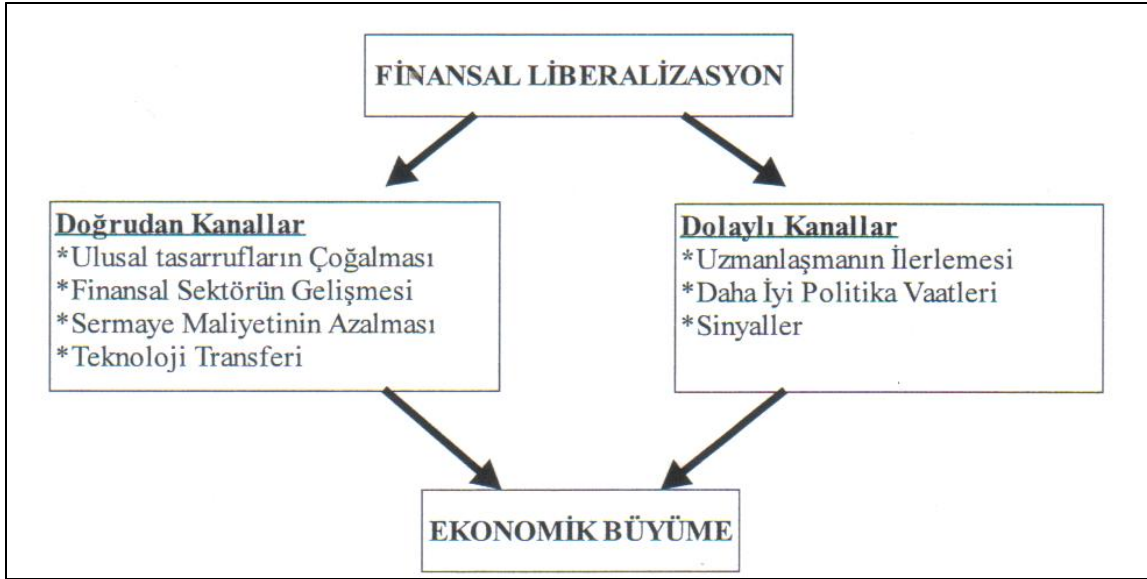 FİNANSAL LİBERALİZASYON
Doğrudan Kanallar
*Ulusal tasarrufların Çoğalması
*Finansal Sektörün Gelişmesi
*Sermaye Maliyetinin Azalması
*Teknoloji Transferi
Dolaylı Kanallar
*Uzmanlaşmanın İlerlemesi
*Daha İyi Politika Vaatleri
*Sinyaller
EKONOMİK BÜYÜME